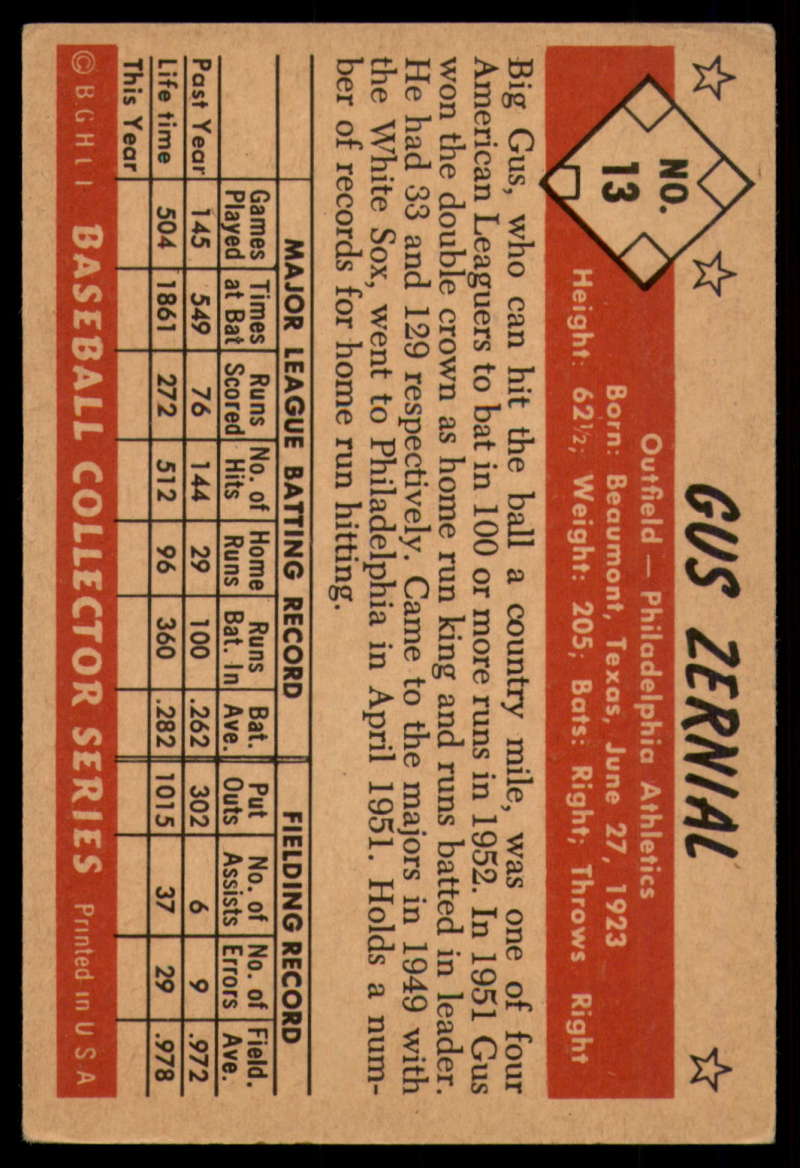 GUS ZERNIAL
NO.
13
Outfield — Philadelphia Athletics
Born: Beaumont, Texas, June 27, 1923
Height: 62½; Weight: 205; Bats: Right; Throws Right
Big Gus, who can hit the ball a country mile, was one of four
American Leaguers to bat in 100 or more runs in 1952. In 1951 Gus
won the double crown as home run king and runs batted in leader.
He had 33 and 129 respectively. Came to the majors in 1949 with
the White Sox, went to Philadelphia in April 1951. Holds a num-
ber of records for home run hitting.
MAJOR LEAGUE BATTING RECORD FIELDING RECORD
Games Times Runs No. of Home Runs Bat. Put No. of No. of Field.
Played at Bat Scored Hits Runs Bat. In Ave. Outs Assists Errors Ave.
Past Year 145 549 76 144 29 100 .262 302 6 9 .972
Life time 504 1861 272 512 96 360 .282 1015 37 29 .978
This Year
© B G H L I BASEBALL COLLECTOR SERIES Printed in U S A